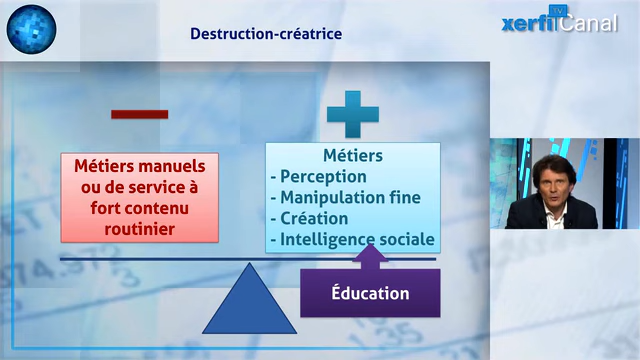 Destruction-créatrice
xerfi Canal
TV
Métiers manuels
ou de service à
fort contenu
routinier
Métiers
- Perception
- Manipulation fine
- Création
- Intelligence sociale
Éducation